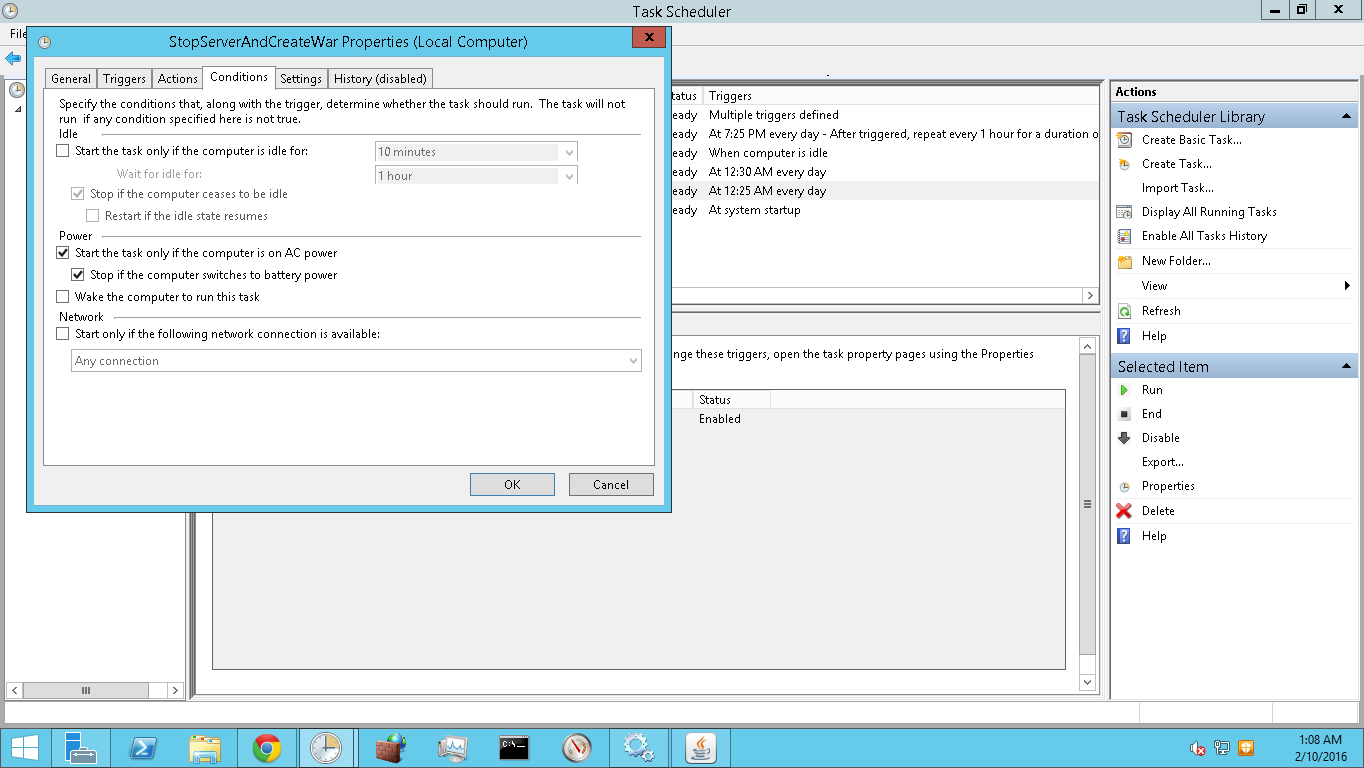 Task Scheduler
File
StopServerAndCreateWar Properties (Local Computer)
General Triggers Actions Conditions Settings History (disabled)
Specify the conditions that, along with the trigger, determine whether the task should run. The task will not
run if any condition specified here is not true.
Idle
Start the task only if the computer is idle for:
10 minutes
Wait for idle for:
1 hour
Stop if the computer ceases to be idle
Restart if the idle state resumes
Power
Start the task only if the computer is on AC power
Stop if the computer switches to battery power
Wake the computer to run this task
Network
Start only if the following network connection is available:
Any connection
OK Cancel
tatus Triggers
eady Multiple triggers defined
eady At 7:25 PM every day - After triggered, repeat every 1 hour for a duration o
eady When computer is idle
eady At 12:30 AM every day
eady At 12:25 AM every day
eady At system startup
nge these triggers, open the task property pages using the Properties
Status
Enabled
Actions
Task Scheduler Library
Create Basic Task...
Create Task...
Import Task...
Display All Running Tasks
Enable All Tasks History
New Folder...
View
Refresh
Help
Selected Item
Run
End
Disable
Export...
Properties
Delete
Help
1:08 AM
2/10/2016